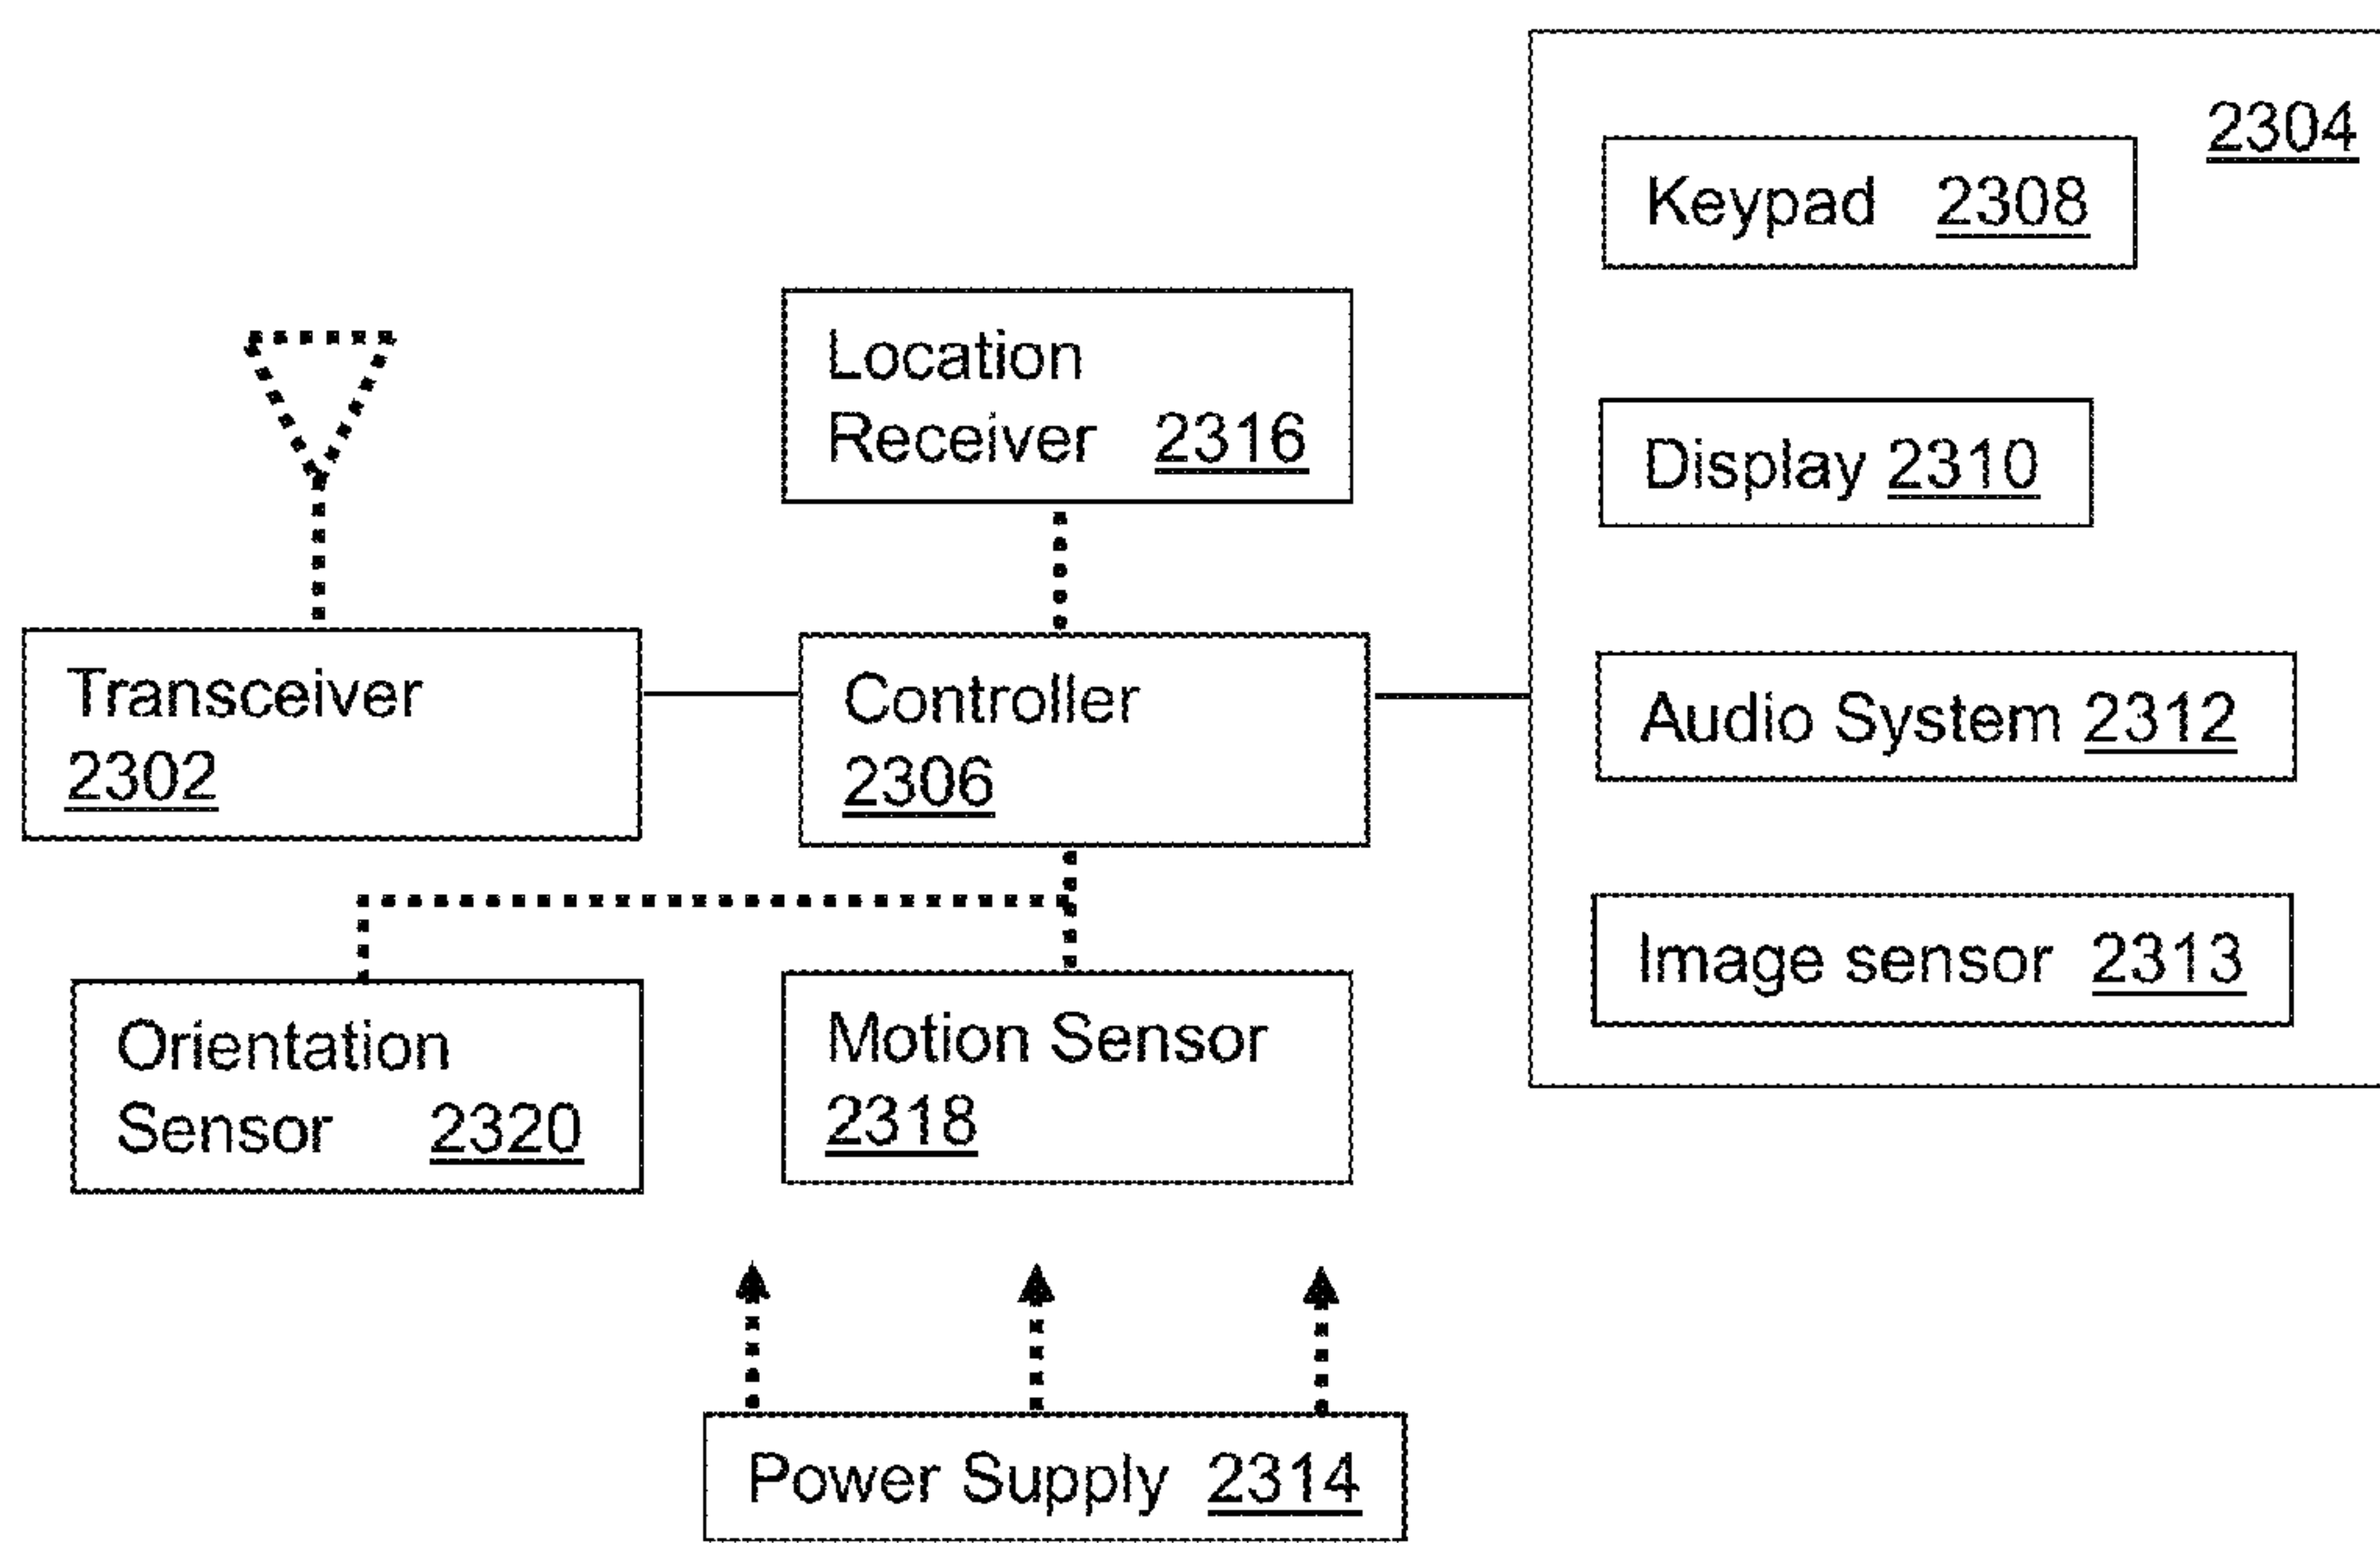 2304
Keypad 2308
Location
Receiver 2316
Display 2310
Transceiver
2302
Controller
2306
Audio System 2312
Image sensor 2313
Orientation
Sensor 2320
Motion Sensor
2318
Power Supply 2314